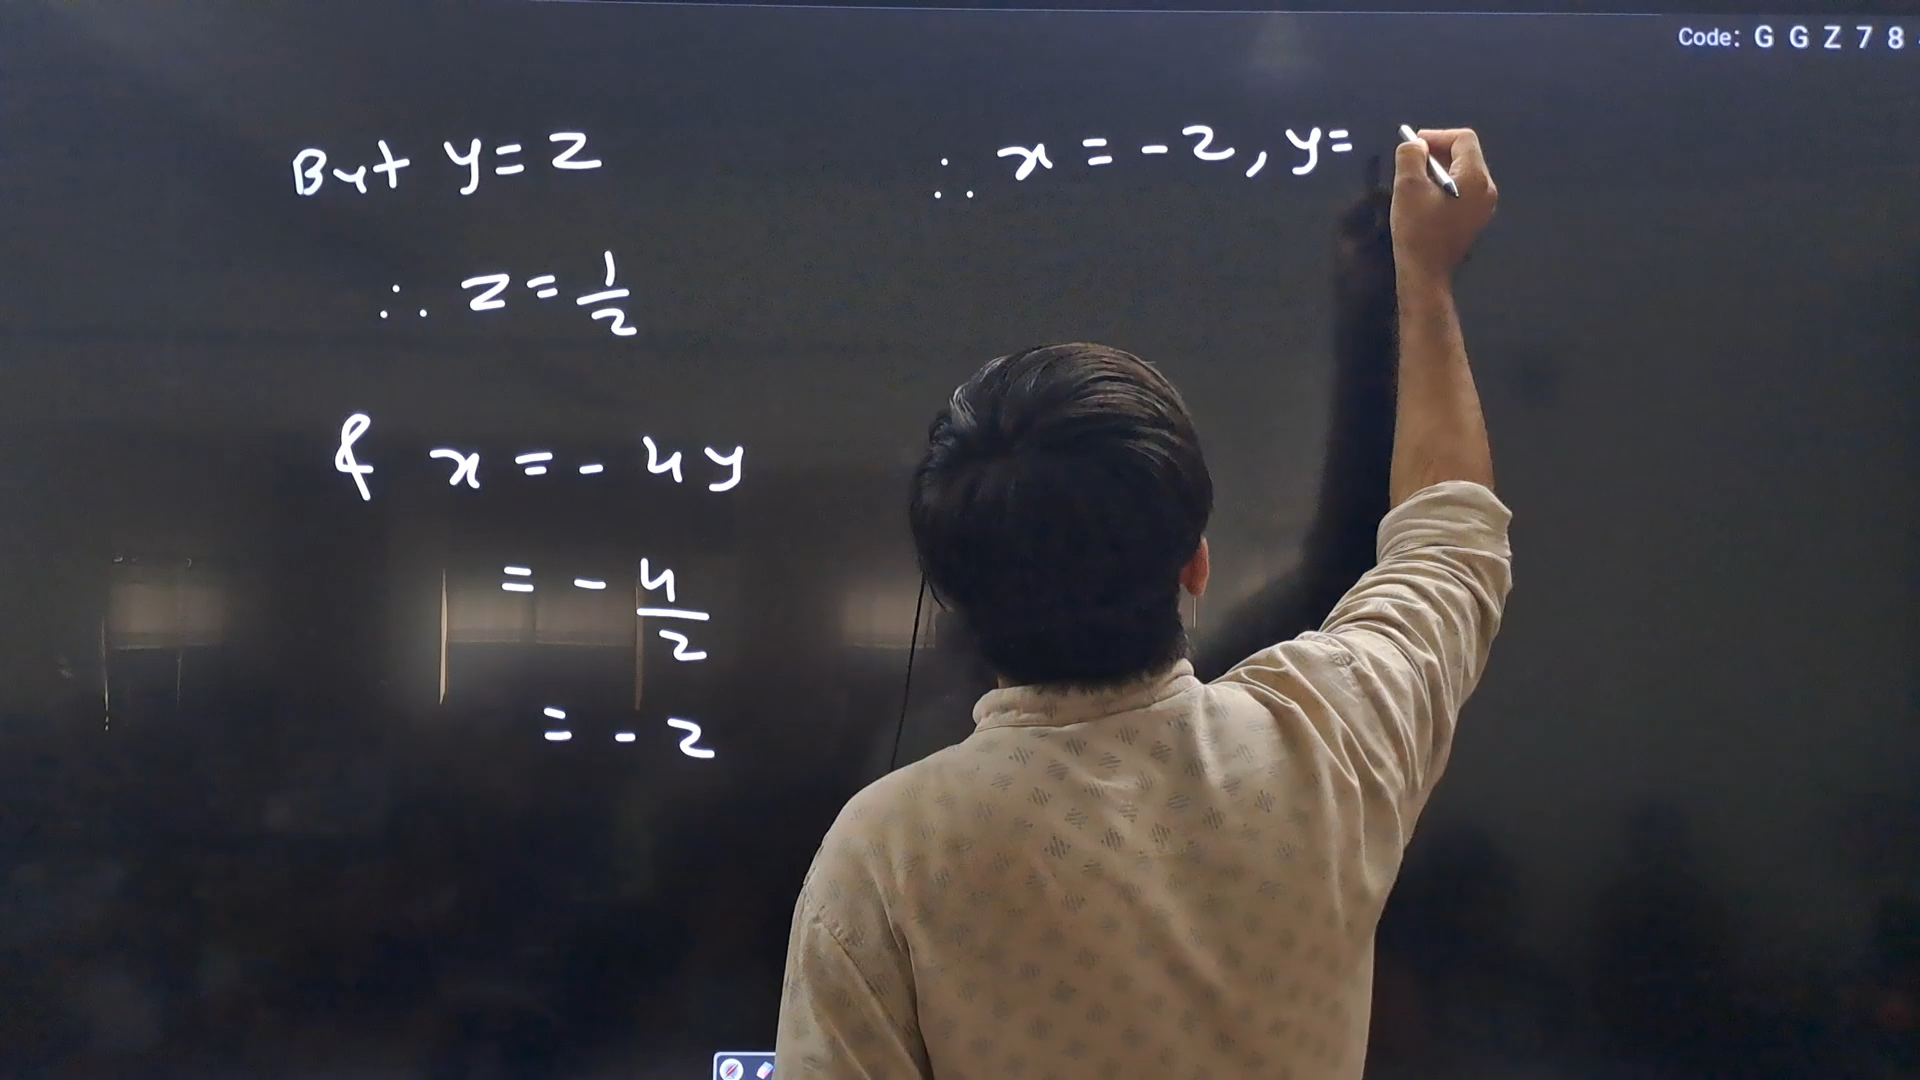 Code: G G Z 7 8
But y = z
∴ z = 1/2
& x = - 4y
= - 4/2
= - 2
∴ x = - 2, y =